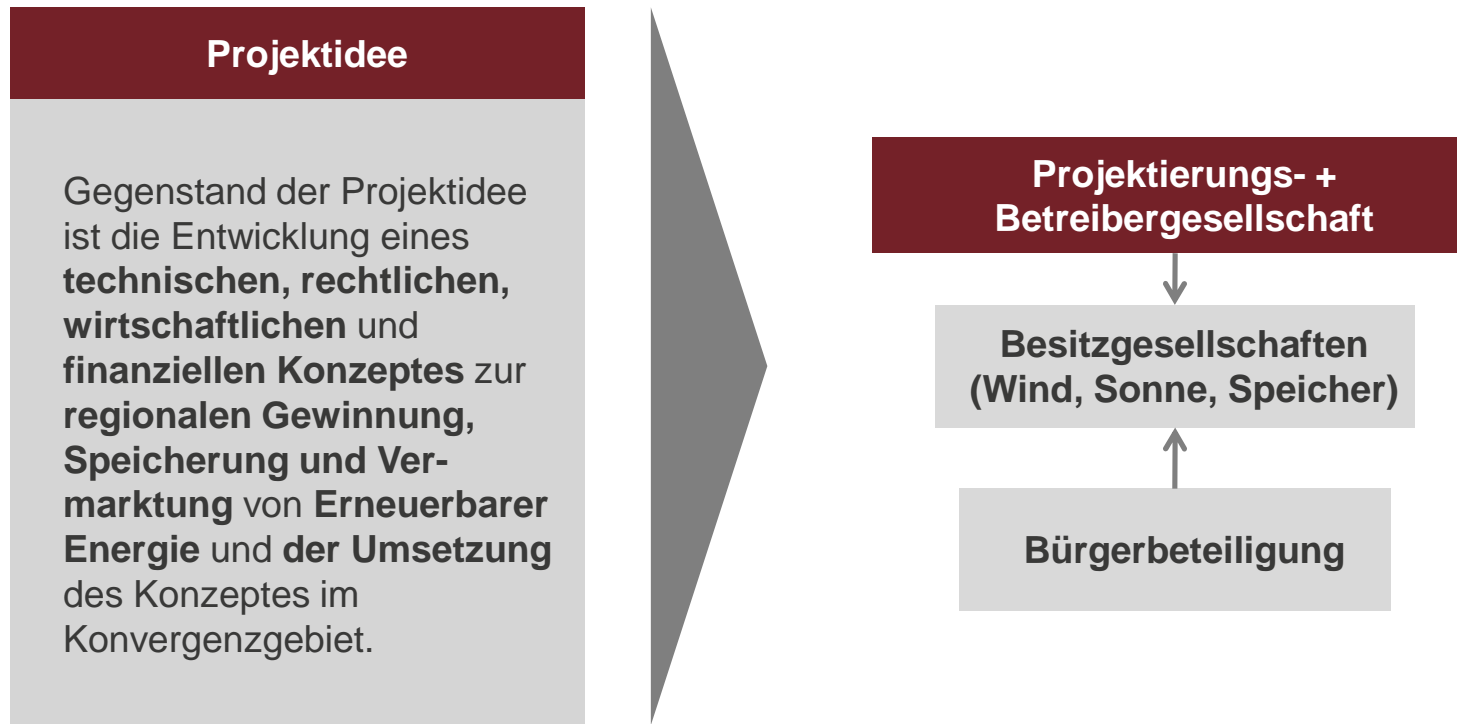 Projektidee
Gegenstand der Projektidee
ist die Entwicklung eines
technischen, rechtlichen,
wirtschaftlichen und
finanziellen Konzeptes zur
regionalen Gewinnung,
Speicherung und Ver-
marktung von Erneuerbarer
Energie und der Umsetzung
des Konzeptes im
Konvergenzgebiet.
Projektierungs- +
Betreibergesellschaft
Besitzgesellschaften
(Wind, Sonne, Speicher)
Bürgerbeteiligung